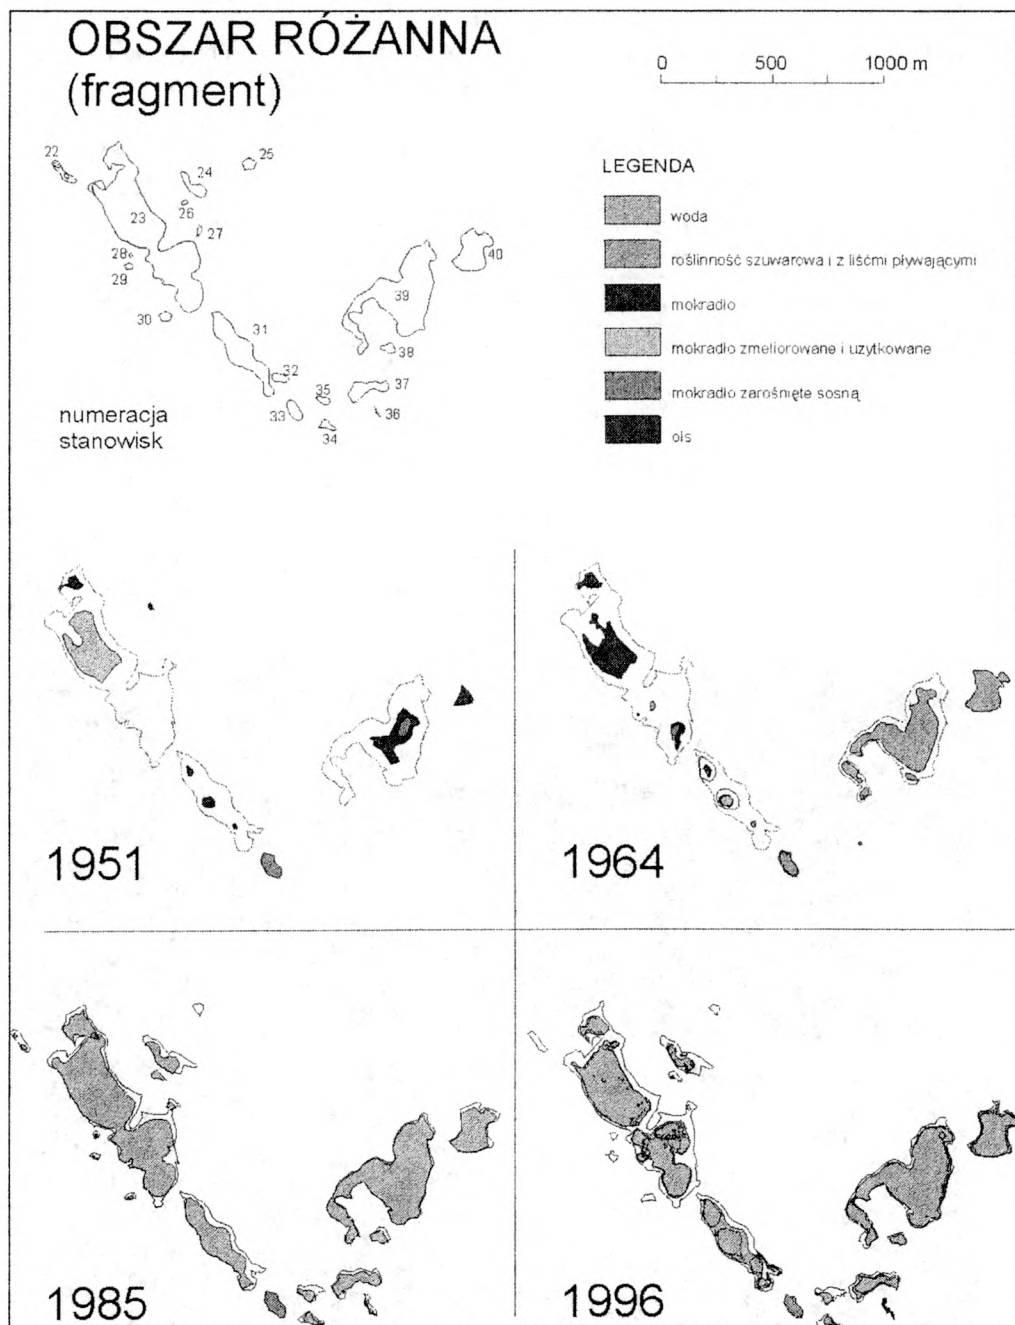 OBSZAR RÓŻANNA
(fragment)
0 500 1000 m
22
23
24
25
26
27
28
29
30
31
32
33
34
35
36
37
38
39
40
numeracja
stanowisk
LEGENDA
woda
roślinność szuwarowa i z liśćmi pływającymi
mokradło
mokradło zmeliorowane i uzytkowane
mokradło zarośnięte sosną
ols
1951
1964
1985
1996